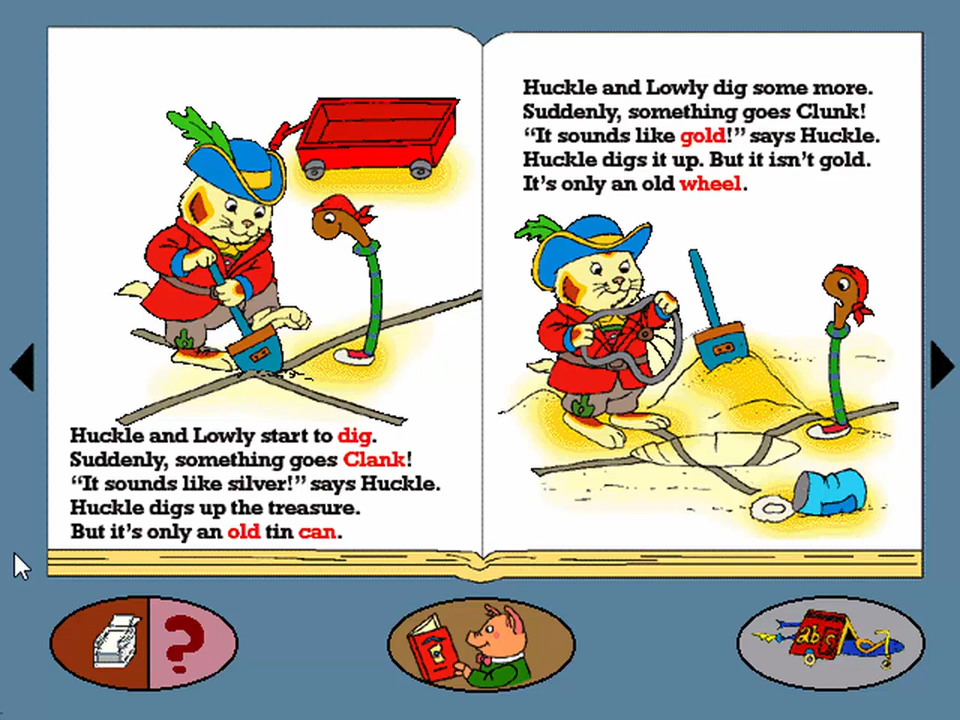 Huckle and Lowly start to dig.
Suddenly, something goes Clank!
“It sounds like silver!” says Huckle.
Huckle digs up the treasure.
But it’s only an old tin can.
Huckle and Lowly dig some more.
Suddenly, something goes Clunk!
“It sounds like gold!” says Huckle.
Huckle digs it up. But it isn’t gold.
It’s only an old wheel.
?